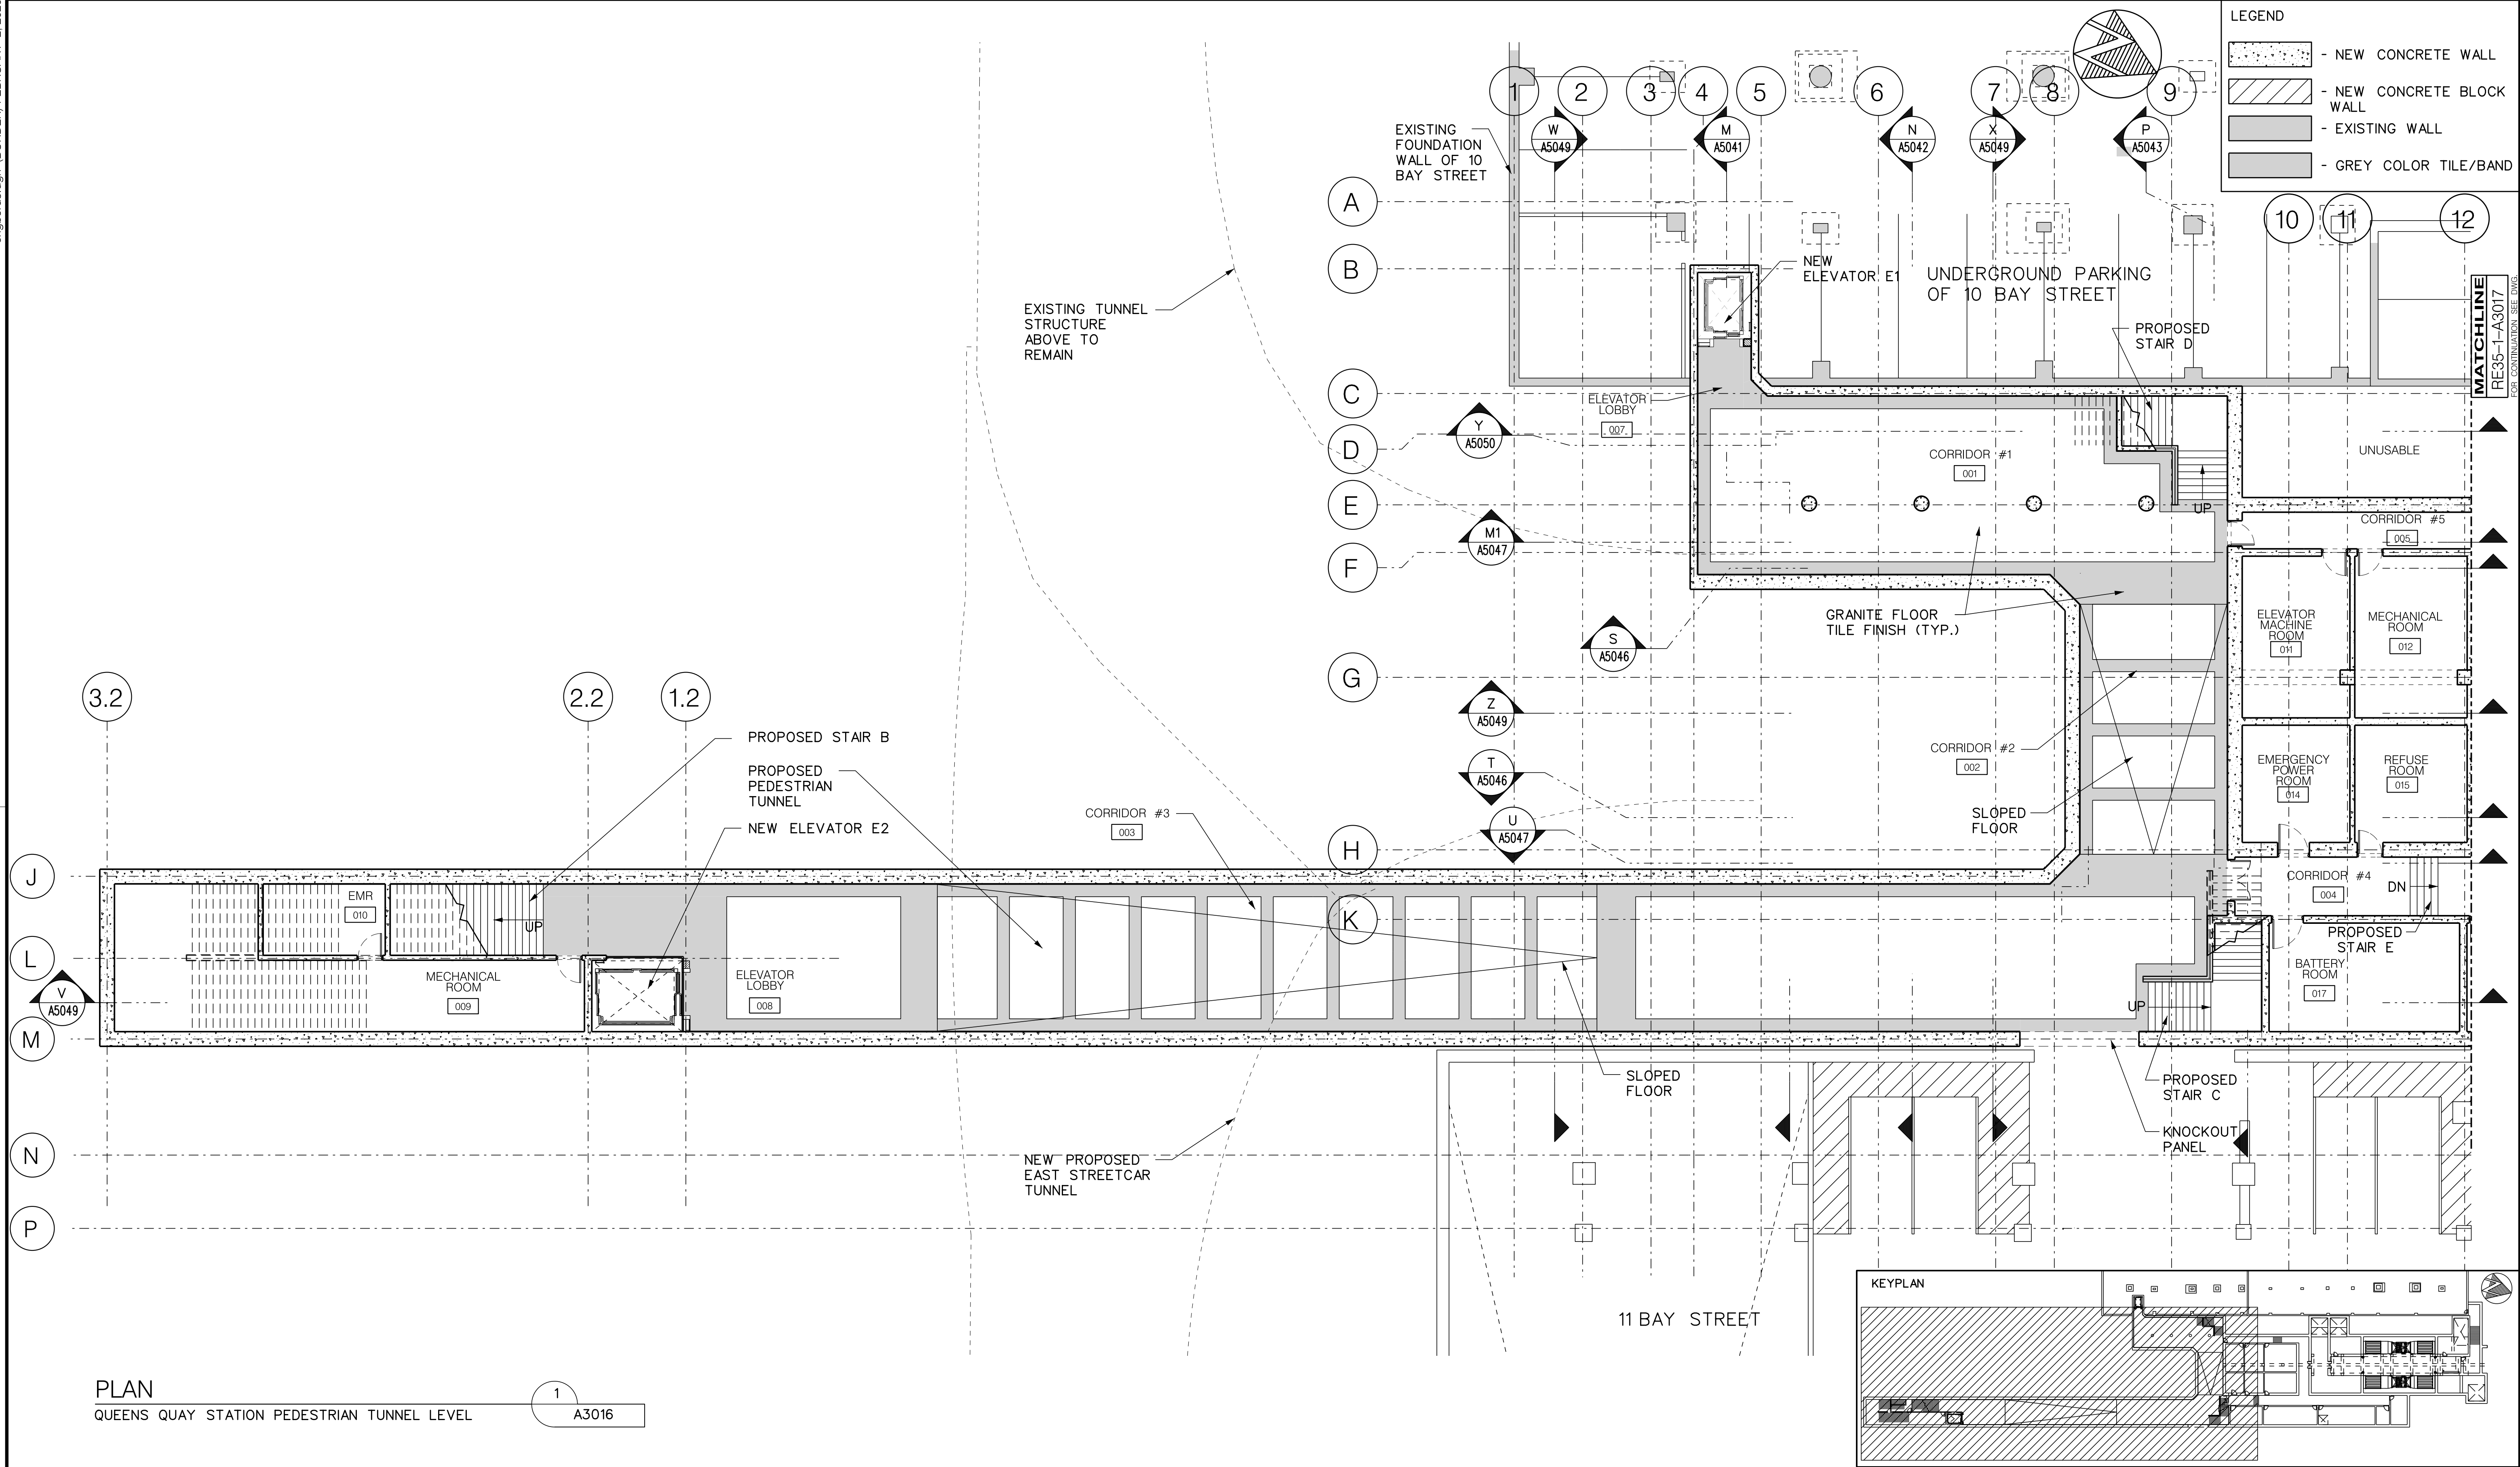 LEGEND
- NEW CONCRETE WALL
- NEW CONCRETE BLOCK
WALL
- EXISTING WALL
- GREY COLOR TILE/BAND
1
2
3
4
5
6
7
8
9
10
11
12
W
A5049
M
A5041
N
A5042
X
A5049
P
A5043
EXISTING
FOUNDATION
WALL OF 10
BAY STREET
A
B
C
D
E
F
G
H
K
NEW
ELEVATOR E1
UNDERGROUND PARKING
OF 10 BAY STREET
MATCHLINE
RE35-1-A3017
FOR CONTINUATION SEE DWG.
EXISTING TUNNEL
STRUCTURE
ABOVE TO
REMAIN
PROPOSED
STAIR D
ELEVATOR
LOBBY
007
Y
A5050
CORRIDOR #1
001
UNUSABLE
UP
CORRIDOR #5
005
M1
A5047
GRANITE FLOOR
TILE FINISH (TYP.)
ELEVATOR
MACHINE
ROOM
011
MECHANICAL
ROOM
012
S
A5046
3.2
2.2
1.2
Z
A5049
PROPOSED STAIR B
PROPOSED
PEDESTRIAN
TUNNEL
NEW ELEVATOR E2
CORRIDOR #2
002
T
A5046
EMERGENCY
POWER
ROOM
014
REFUSE
ROOM
015
CORRIDOR #3
003
U
A5047
SLOPED
FLOOR
J
L
M
N
P
EMR
010
UP
CORRIDOR #4
004
DN
PROPOSED
STAIR E
MECHANICAL
ROOM
009
ELEVATOR
LOBBY
008
BATTERY
ROOM
017
UP
V
A5049
SLOPED
FLOOR
PROPOSED
STAIR C
KNOCKOUT
PANEL
NEW PROPOSED
EAST STREETCAR
TUNNEL
11 BAY STREET
KEYPLAN
PLAN
QUEENS QUAY STATION PEDESTRIAN TUNNEL LEVEL
1
A3016